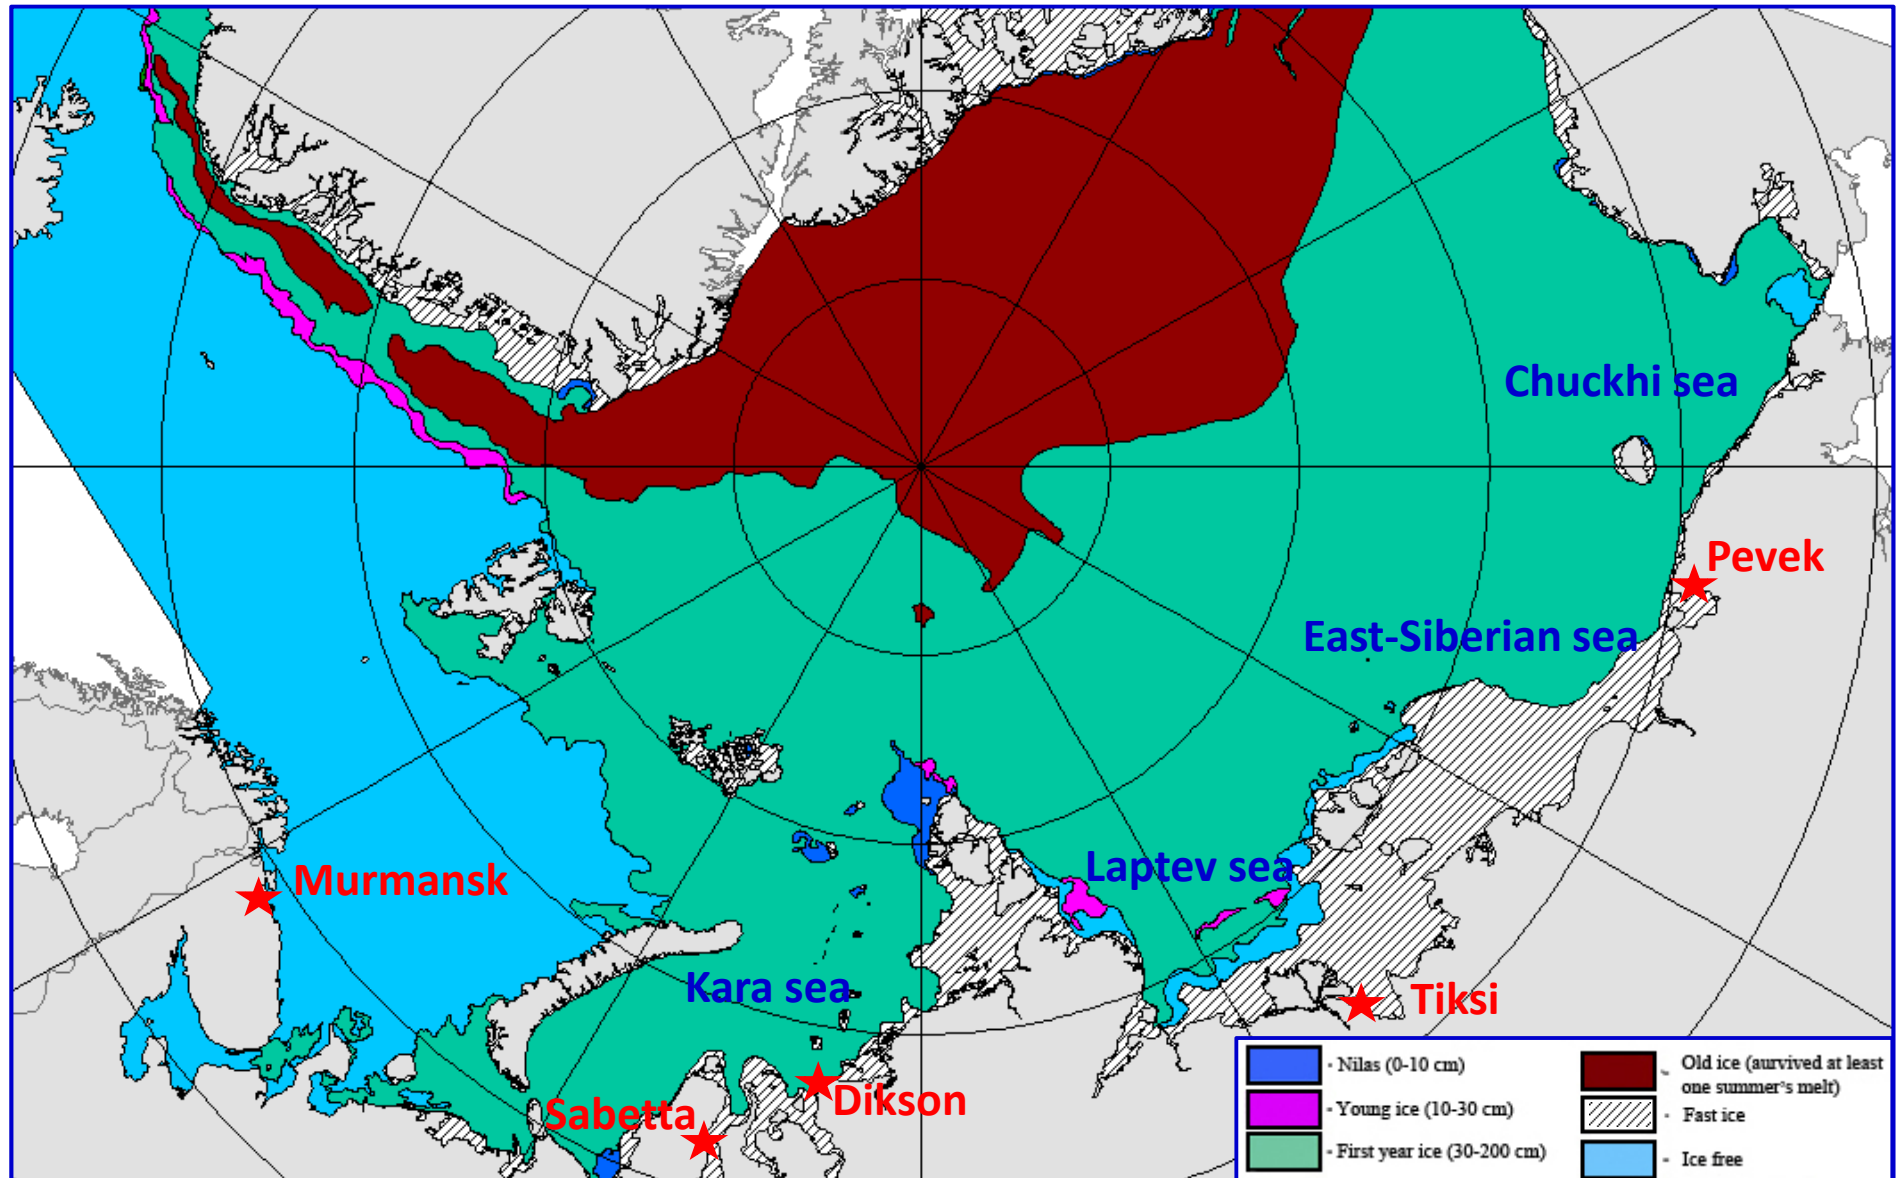 Chuckhi sea
Pevek
East-Siberian sea
Laptev sea
Murmansk
Kara sea
Tiksi
Dikson
Sabetta
- Nilas (0-10 cm)
- Young ice (10-30 cm)
- First year ice (30-200 cm)
- Old ice (aurvived at least
one summer's melt)
- Fast ice
- Ice free